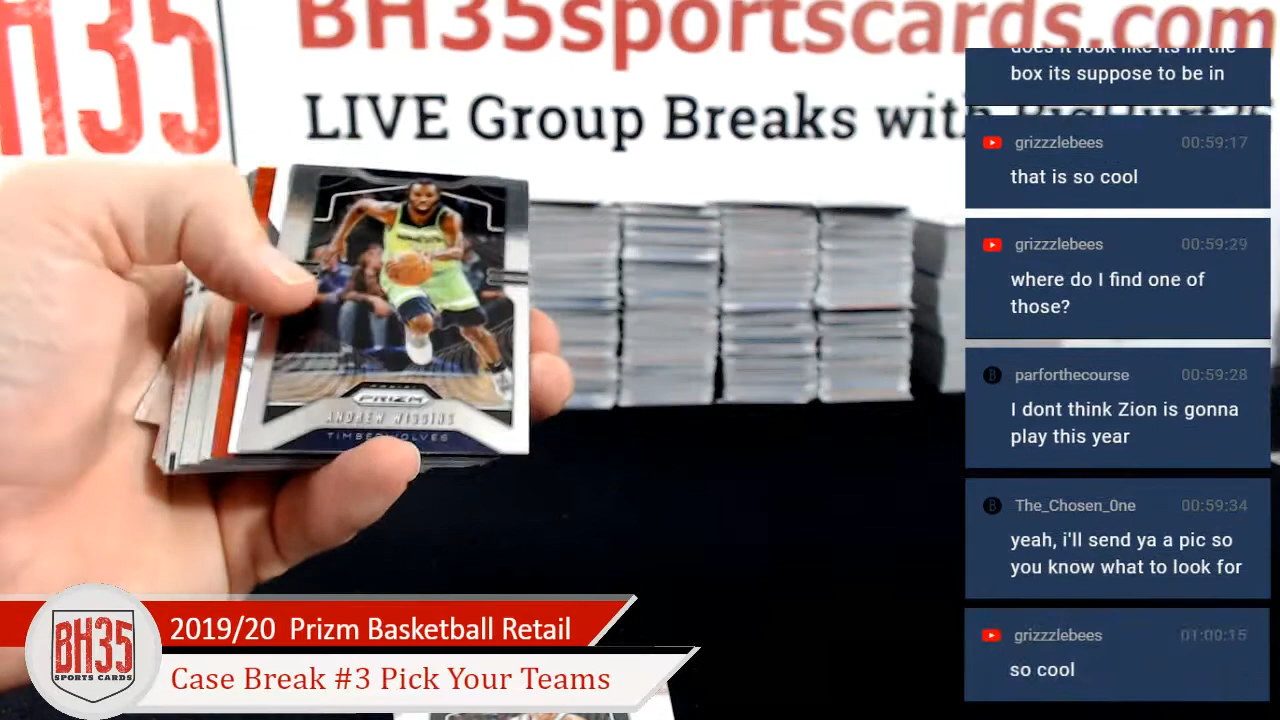 BH35sportscards.com
H35
LIVE Group Breaks with
PRIZM
ANDREW WIGGINS
TIMBERWOLVES
BH35
SPORTS CARDS
2019/20 Prizm Basketball Retail
Case Break #3 Pick Your Teams
does it look like its in the
box its suppose to be in
grizzzlebees 00:59:17
that is so cool
grizzzlebees 00:59:29
where do I find one of
those?
parforthecourse 00:59:28
I dont think Zion is gonna
play this year
The_Chosen_0ne 00:59:34
yeah, i'll send ya a pic so
you know what to look for
grizzzlebees 01:00:15
so cool